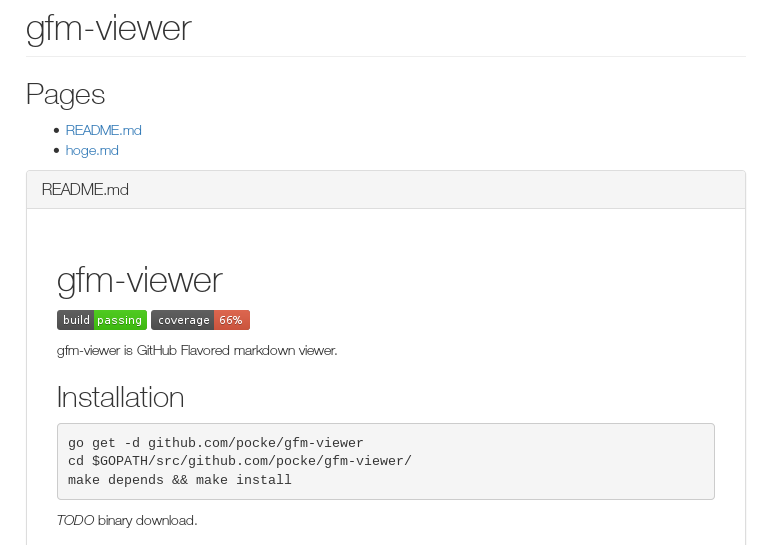 gfm-viewer
Pages
README.md
hoge.md
README.md
gfm-viewer
build passing coverage 66%
gfm-viewer is GitHub Flavored markdown viewer.
Installation
go get -d github.com/pocke/gfm-viewer
cd $GOPATH/src/github.com/pocke/gfm-viewer/
make depends && make install
TODO binary download.